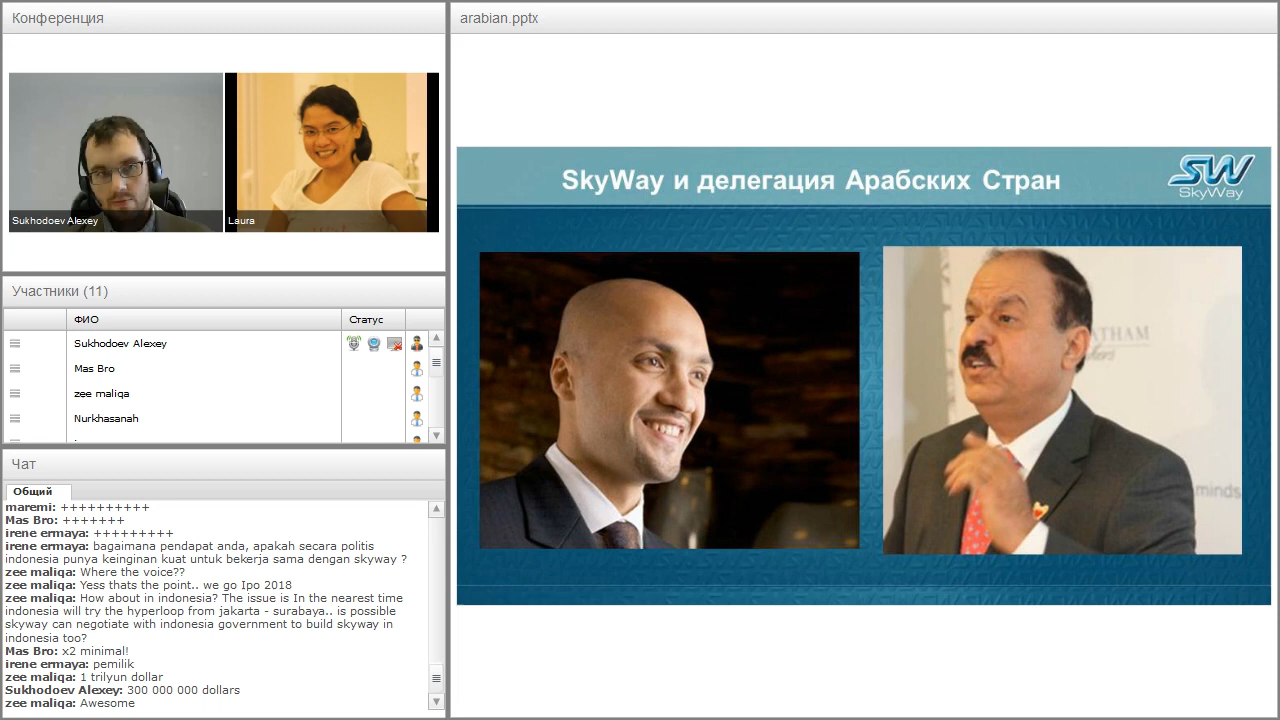 Конференция
Sukhodoev Alexey
Laura
Участники (11)
ФИО
Статус
Sukhodoev Alexey
Mas Bro
zee maliqa
Nurkhasanah
Чат
Общий
maremi: ++++++++++
Mas Bro: +++++++
irene ermaya: +++++++++
irene ermaya: bagaimana pendapat anda, apakah secara politis
indonesia punya keinginan kuat untuk bekerja sama dengan skyway ?
zee maliqa: Where the voice??
zee maliqa: Yess thats the point.. we go Ipo 2018
zee maliqa: How about in indonesia? The issue is In the nearest time
indonesia will try the hyperloop from jakarta - surabaya.. is possible
skyway can negotiate with indonesia government to build skyway in
indonesia too?
Mas Bro: x2 minimal!
irene ermaya: pemilik
zee maliqa: 1 trilyun dollar
Sukhodoev Alexey: 300 000 000 dollars
zee maliqa: Awesome
arabian.pptx
SkyWay и делегация Арабских Стран
SW
SkyWay
ATHAM
minds